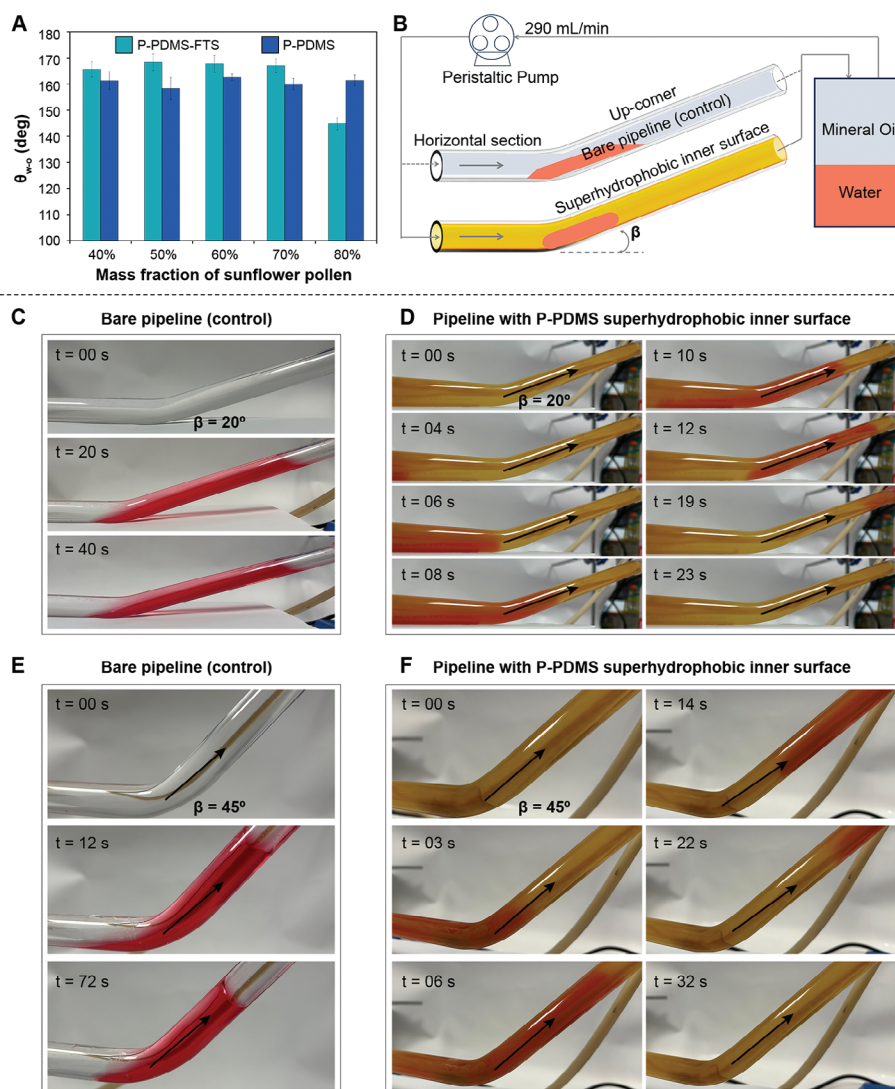 A
180
170
160
150
140
130
120
110
100
θw-o (deg)
P-PDMS-FTS
P-PDMS
40%
50%
60%
70%
80%
Mass fraction of sunflower pollen
B
290 mL/min
Peristaltic Pump
Up-comer
Bare pipeline (control)
Horizontal section
Superhydrophobic inner surface
β
Mineral Oi
Water
C
Bare pipeline (control)
t = 00 s
β = 20º
t = 20 s
t = 40 s
D
Pipeline with P-PDMS superhydrophobic inner surface
t = 00 s
β = 20º
t = 04 s
t = 06 s
t = 08 s
t = 10 s
t = 12 s
t = 19 s
t = 23 s
E
Bare pipeline (control)
t = 00 s
β = 45º
t = 12 s
t = 72 s
F
Pipeline with P-PDMS superhydrophobic inner surface
t = 00 s
β = 45º
t = 03 s
t = 06 s
t = 14 s
t = 22 s
t = 32 s